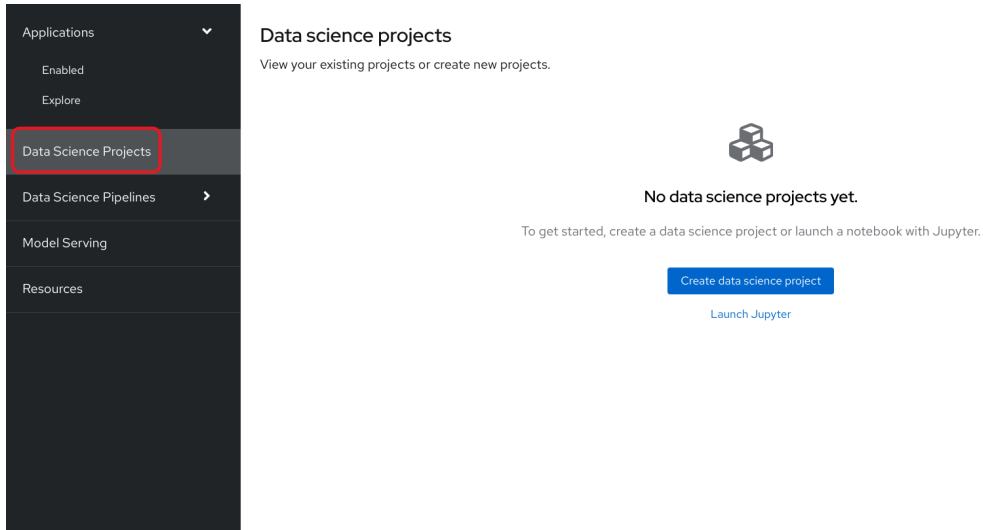 Applications
Enabled
Explore
Data Science Projects
Data Science Pipelines
Model Serving
Resources
Data science projects
View your existing projects or create new projects.
No data science projects yet.
To get started, create a data science project or launch a notebook with Jupyter.
Create data science project
Launch Jupyter